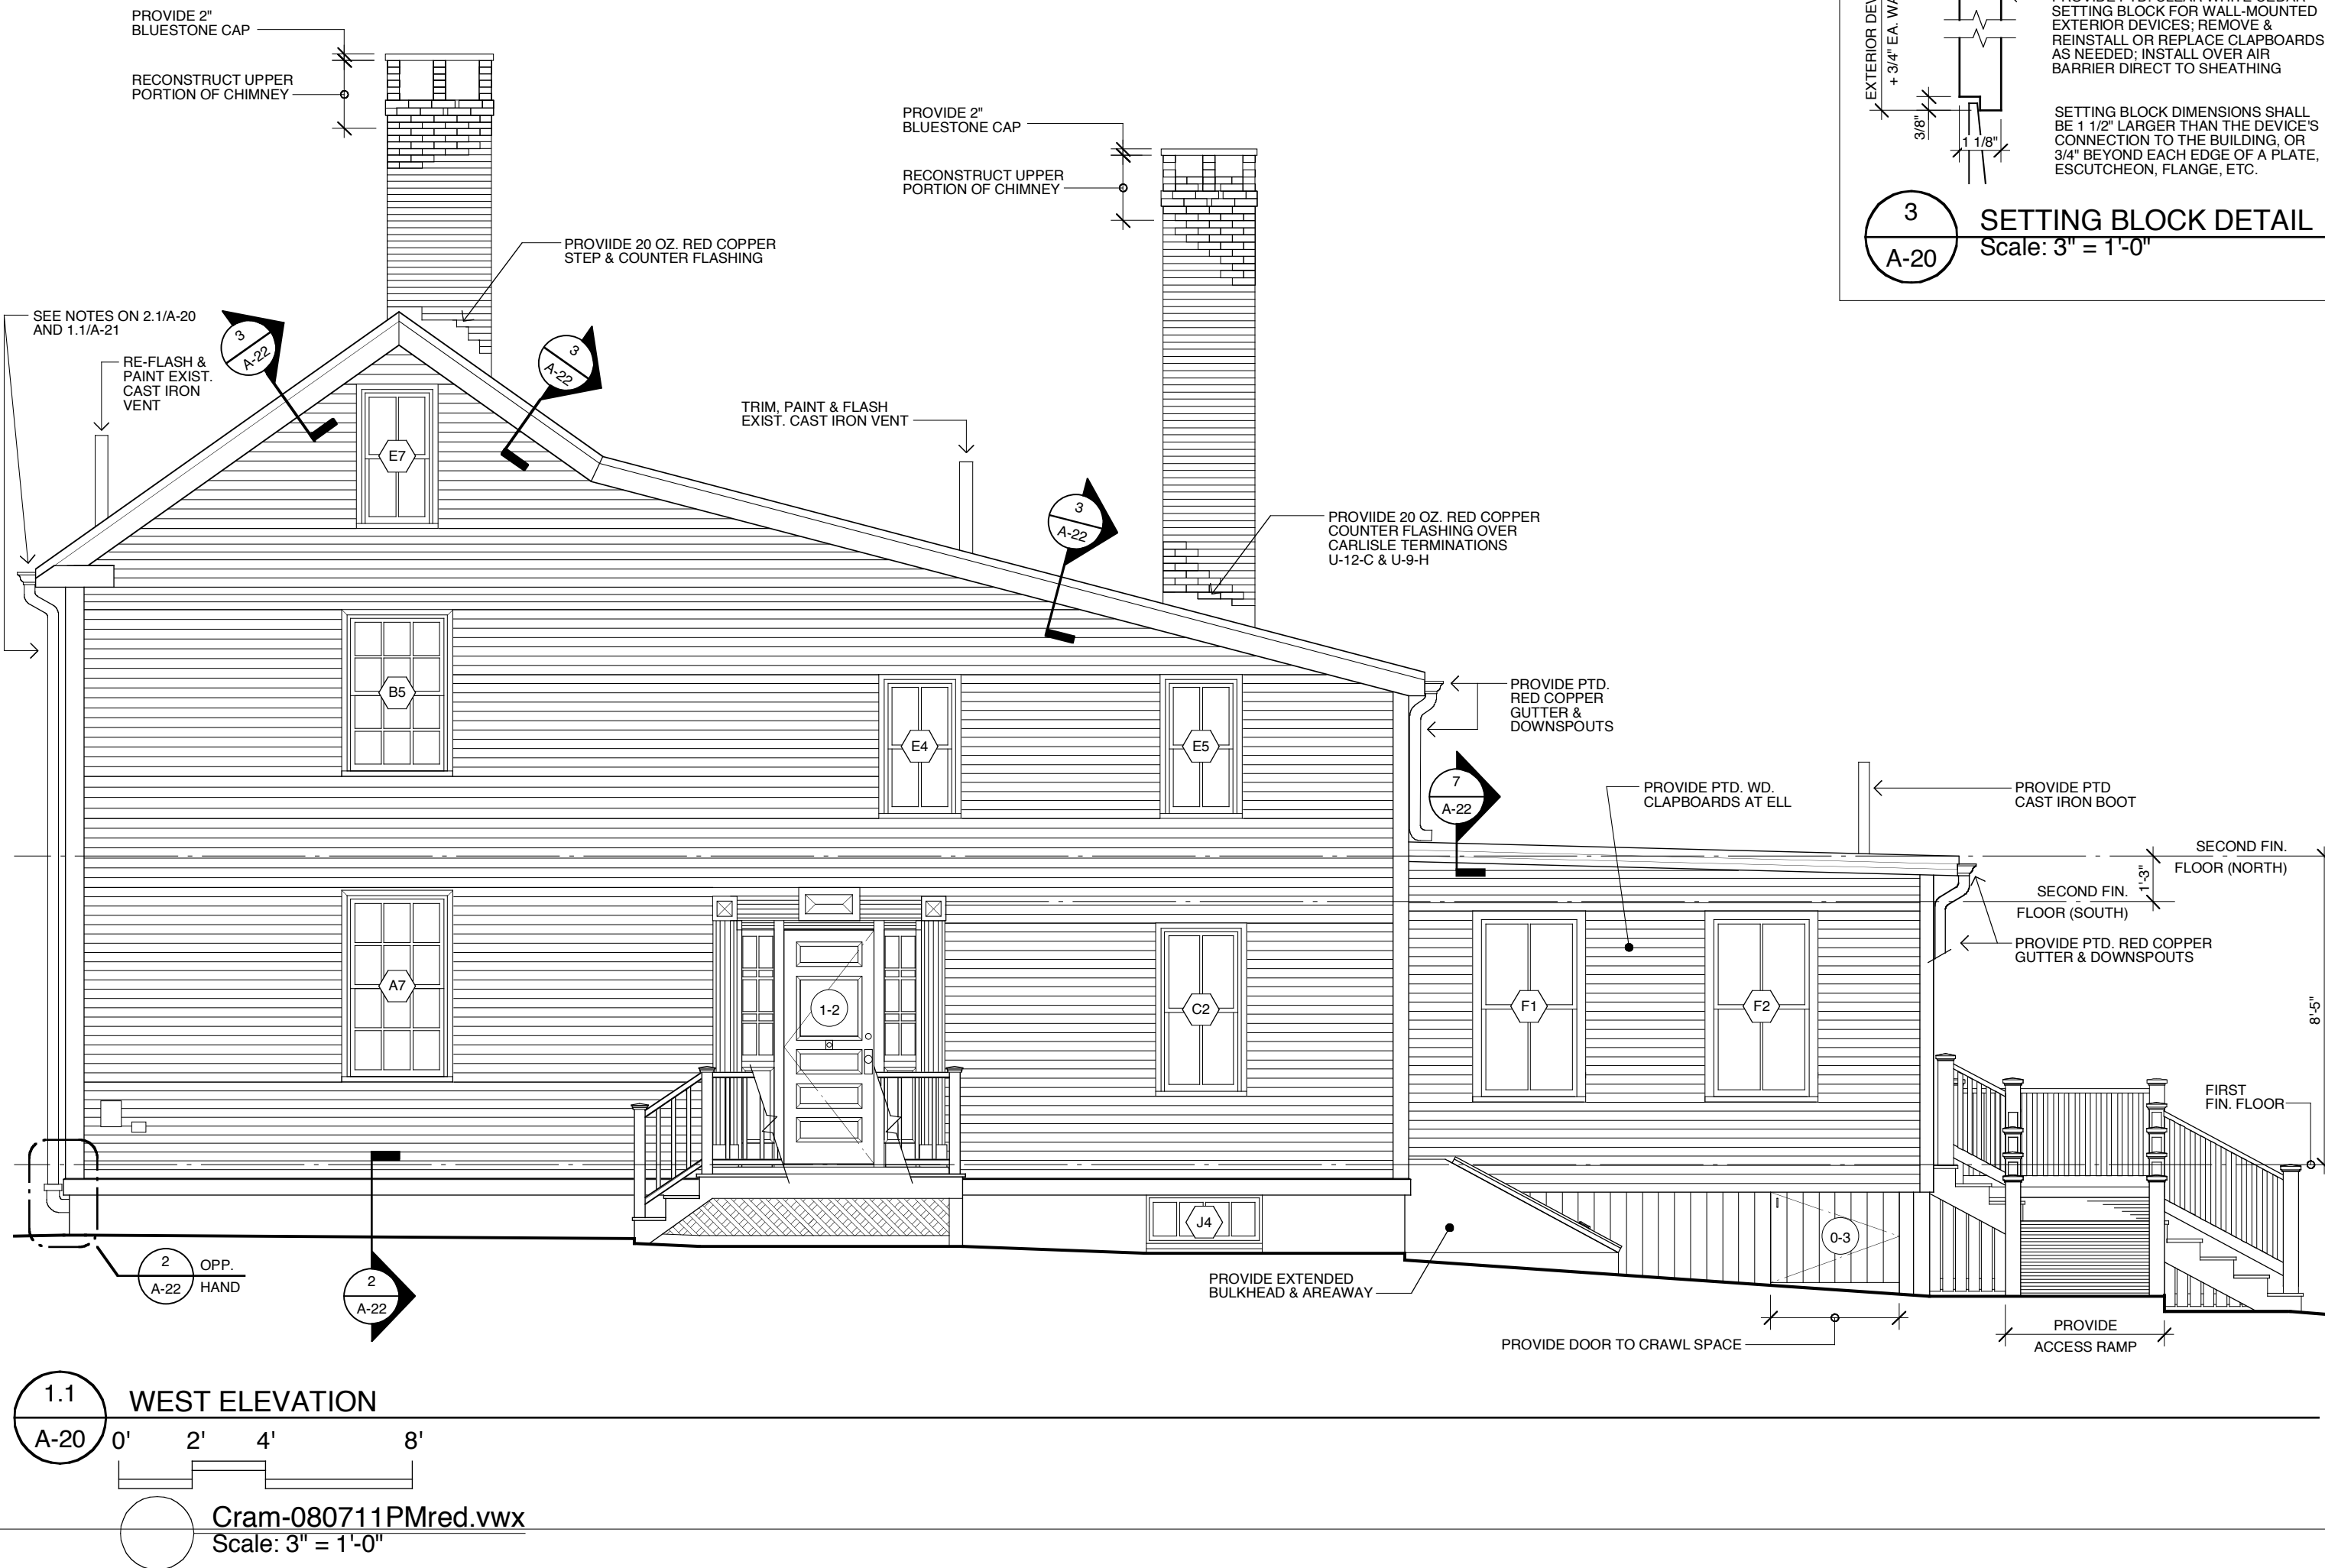 PROVIDE 2"
BLUESTONE CAP
RECONSTRUCT UPPER
PORTION OF CHIMNEY
PROVIIDE 20 OZ. RED COPPER
STEP & COUNTER FLASHING
PROVIDE 2"
BLUESTONE CAP
RECONSTRUCT UPPER
PORTION OF CHIMNEY
EXTERIOR DEV
+ 3/4" EA. WA
SETTING BLOCK FOR WALL-MOUNTED
EXTERIOR DEVICES; REMOVE &
REINSTALL OR REPLACE CLAPBOARDS
AS NEEDED; INSTALL OVER AIR
BARRIER DIRECT TO SHEATHING
3/8"
1 1/8"
SETTING BLOCK DIMENSIONS SHALL
BE 1 1/2" LARGER THAN THE DEVICE'S
CONNECTION TO THE BUILDING, OR
3/4" BEYOND EACH EDGE OF A PLATE,
ESCUTCHEON, FLANGE, ETC.
3
A-20
SETTING BLOCK DETAIL
Scale: 3" = 1'-0"
SEE NOTES ON 2.1/A-20
AND 1.1/A-21
RE-FLASH &
PAINT EXIST.
CAST IRON
VENT
3
A-22
3
A-22
E7
TRIM, PAINT & FLASH
EXIST. CAST IRON VENT
3
A-22
PROVIIDE 20 OZ. RED COPPER
COUNTER FLASHING OVER
CARLISLE TERMINATIONS
U-12-C & U-9-H
B5
E4
E5
PROVIDE PTD.
RED COPPER
GUTTER &
DOWNSPOUTS
7
A-22
PROVIDE PTD. WD.
CLAPBOARDS AT ELL
PROVIDE PTD
CAST IRON BOOT
SECOND FIN.
FLOOR (NORTH)
1'-3"
SECOND FIN.
FLOOR (SOUTH)
PROVIDE PTD. RED COPPER
GUTTER & DOWNSPOUTS
8'-5"
A7
1-2
C2
F1
F2
FIRST
FIN. FLOOR
J4
0-3
2
A-22
OPP.
HAND
2
A-22
PROVIDE EXTENDED
BULKHEAD & AREAWAY
PROVIDE DOOR TO CRAWL SPACE
PROVIDE
ACCESS RAMP
1.1
A-20
WEST ELEVATION
0' 2' 4' 8'
Cram-080711PMred.vwx
Scale: 3" = 1'-0"